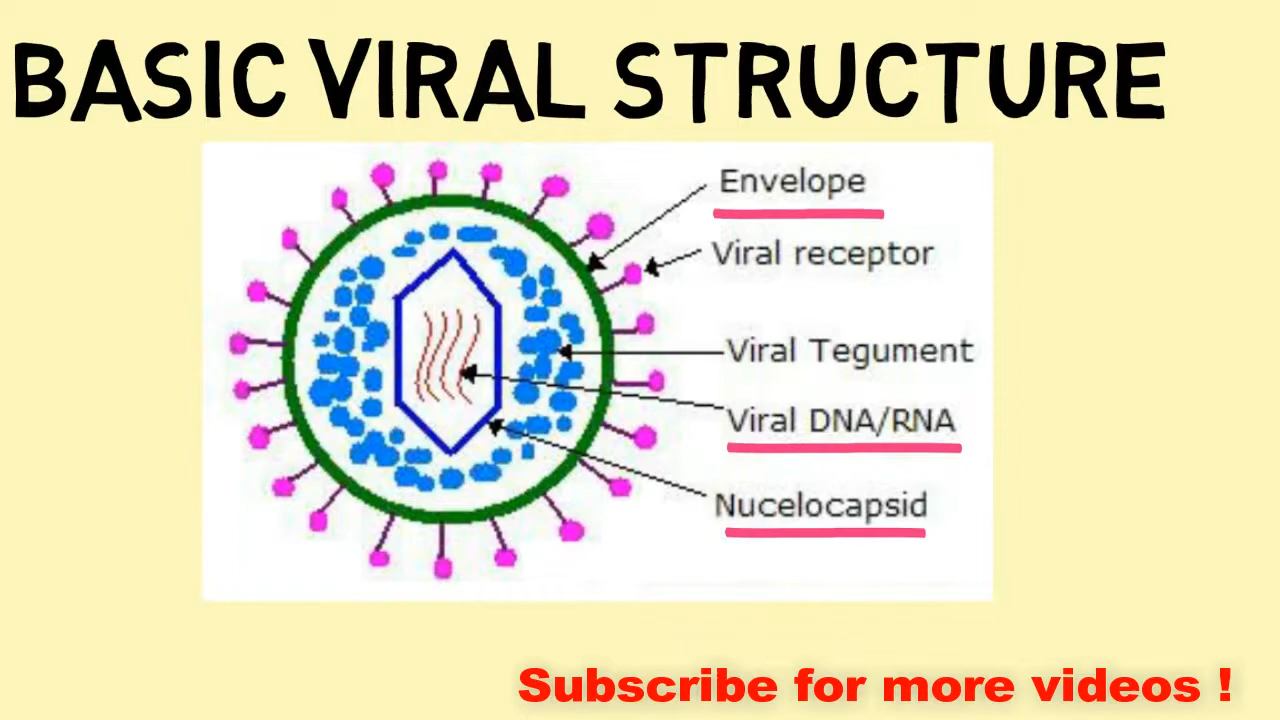 BASIC VIRAL STRUCTURE
Envelope
Viral receptor
Viral Tegument
Viral DNA/RNA
Nucelocapsid
Subscribe for more videos !